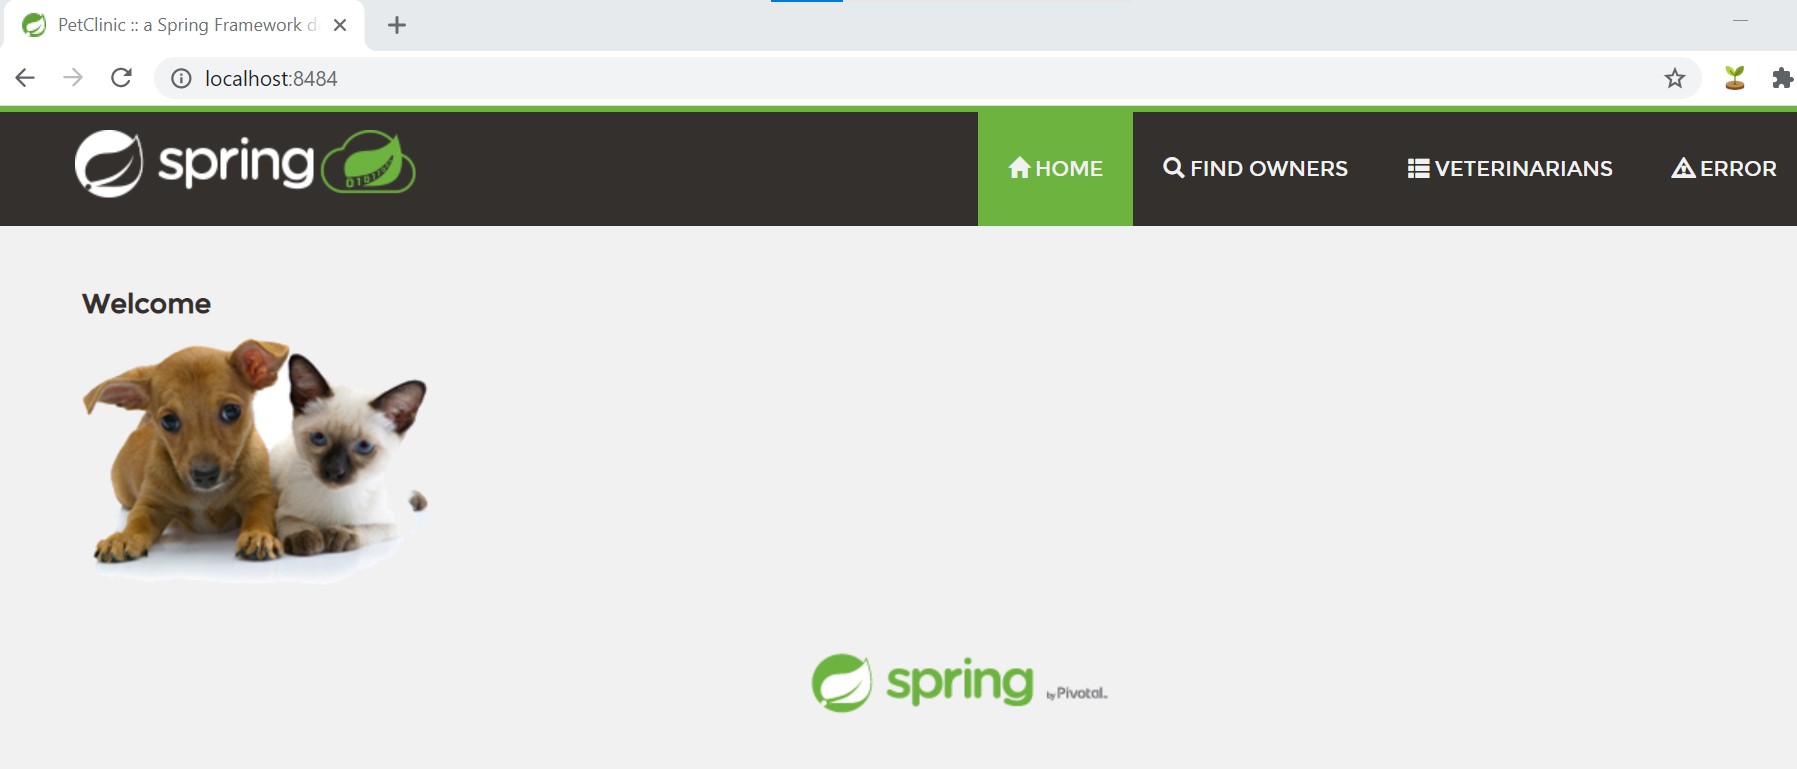 PetClinic :: a Spring Framework d
localhost:8484
spring
HOME
FIND OWNERS
VETERINARIANS
ERROR
Welcome
spring by Pivotal